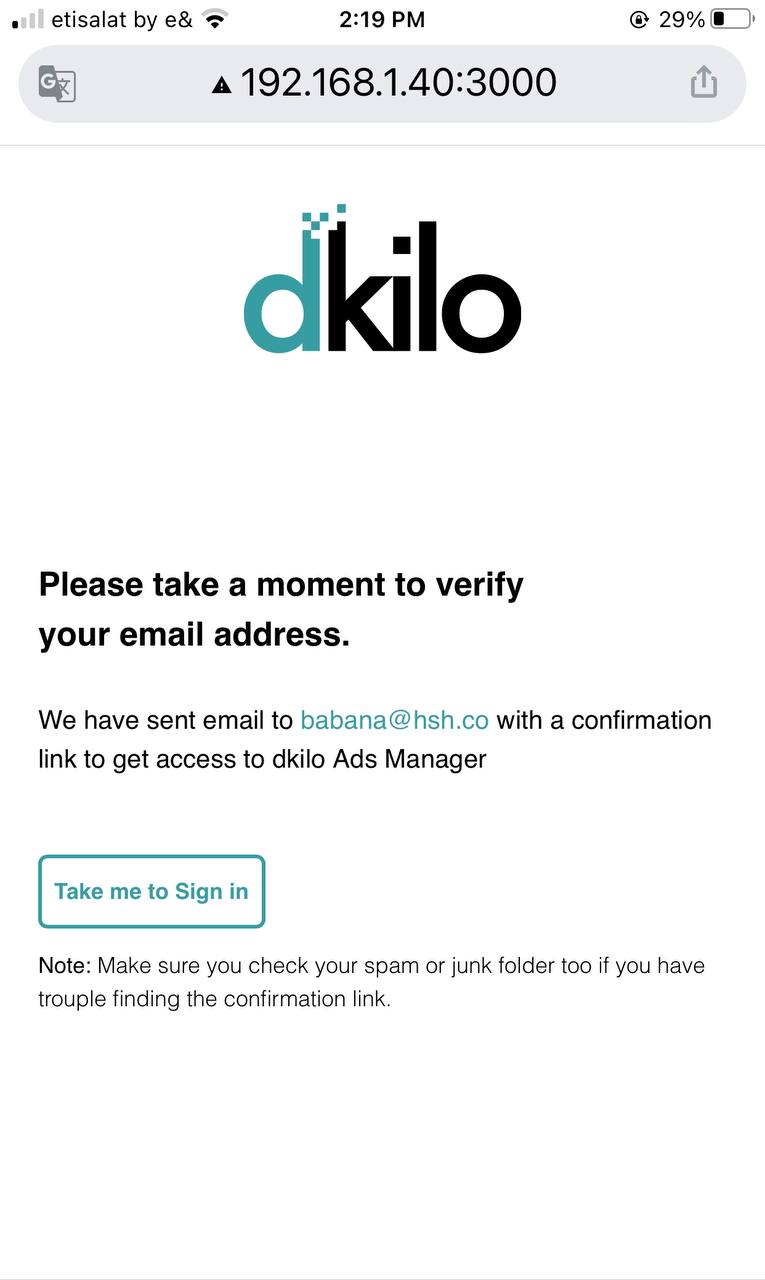 etisalat by e& 2:19 PM 29%
192.168.1.40:3000
dkilo
Please take a moment to verify
your email address.
We have sent email to babana@hsh.co with a confirmation
link to get access to dkilo Ads Manager
Take me to Sign in
Note: Make sure you check your spam or junk folder too if you have
trouple finding the confirmation link.